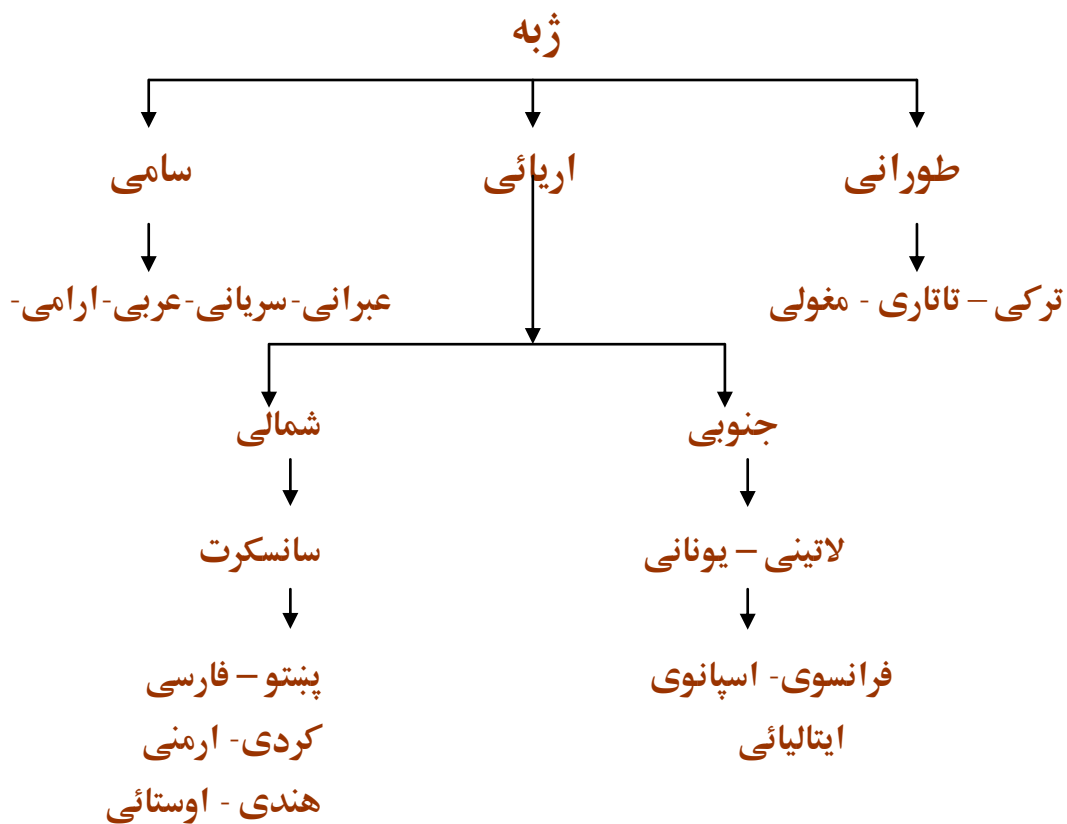 ژبه
طورانی
اریائی
سامی
ترکی – تاتاری - مغولی
عبرانی-سریانی-عربی-ارامی-
جنوبی
شمالی
لاتینی – یونانی
سانسکرت
فرانسوی- اسپانوی
ایتالیائی
پښتو – فارسی
کردی- ارمنی
هندی - اوستائی